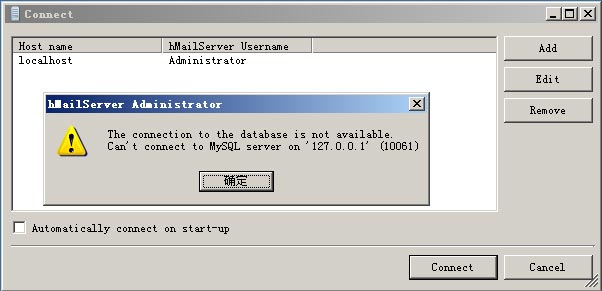 Connect
Host name hMailServer Username
localhost Administrator
Add
Edit
Remove
hMailServer Administrator
The connection to the database is not available.
Can't connect to MySQL server on '127.0.0.1' (10061)
确定
Automatically connect on start-up
Connect Cancel